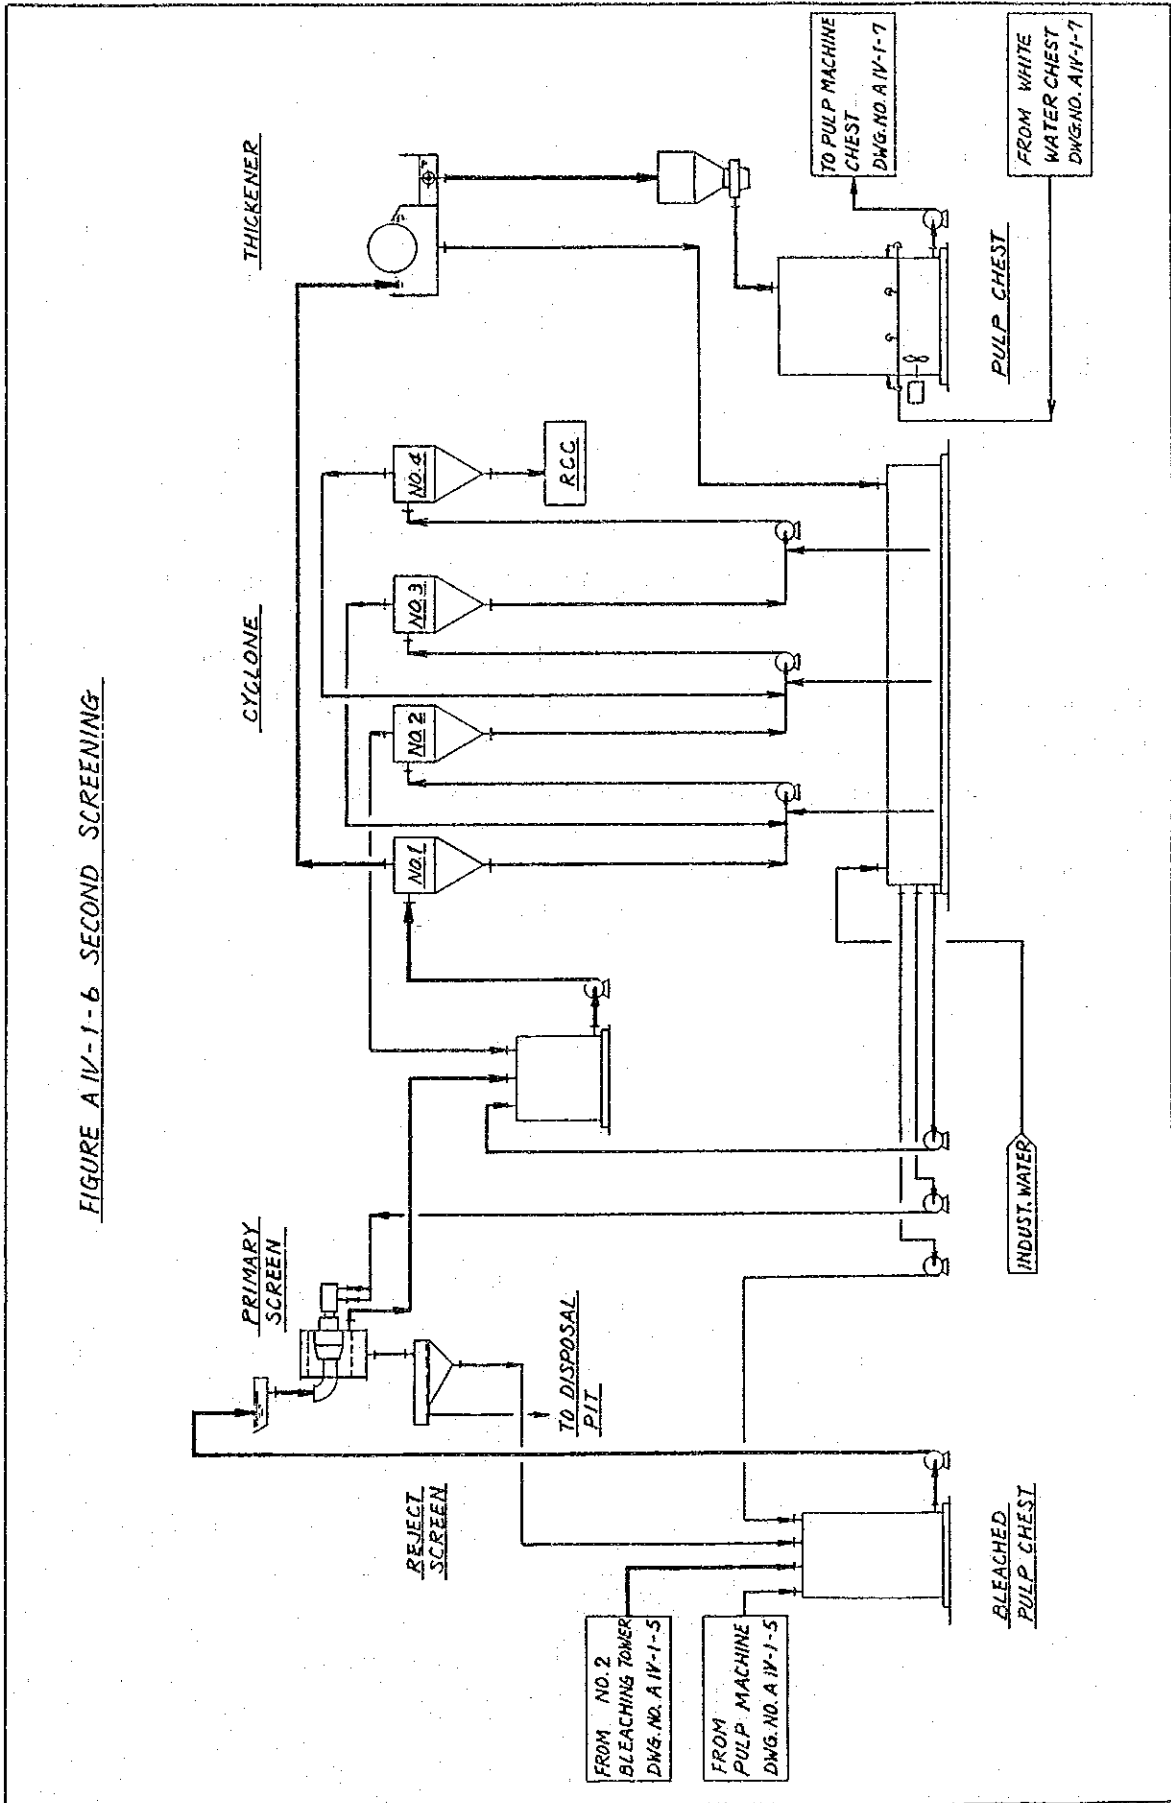 FIGURE A IV-1-6 SECOND SCREENING
PRIMARY
SCREEN
CYCLONE
THICKENER
NO.1
NO.2
NO.3
NO.4
RCC
REJECT
SCREEN
TO DISPOSAL
PIT
FROM NO.2
BLEACHING TOWER
DWG.NO. A IV-1-5
FROM
PULP MACHINE
DWG.NO. A IV-1-5
BLEACHED
PULP CHEST
INDUST.WATER
PULP CHEST
TO PULP MACHINE
CHEST
DWG.NO. A IV-1-7
FROM WHITE
WATER CHEST
DWG.NO. A IV-1-7